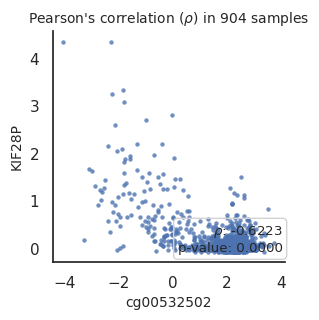 Pearson's correlation (ρ) in 904 samples
4
3
2
1
0
KIF28P
ρ: -0.6223
p-value: 0.0000
−4 −2 0 2 4
cg00532502